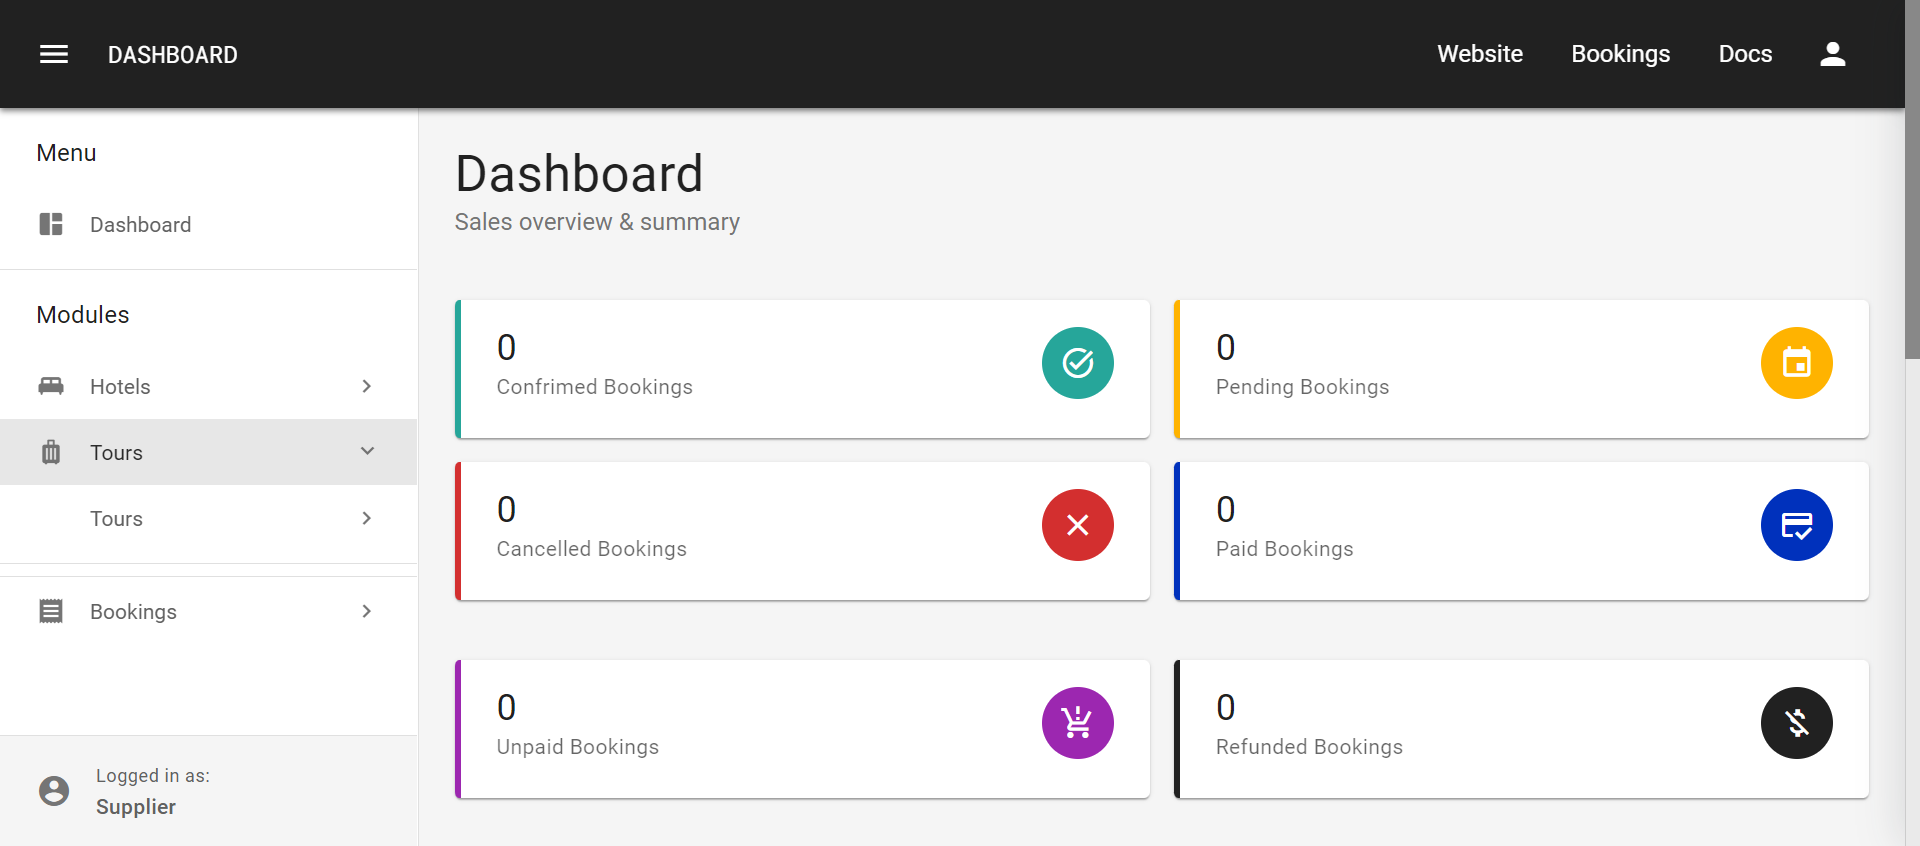 DASHBOARD
Website
Bookings
Docs
Menu
Dashboard
Modules
Hotels
Tours
Tours
Bookings
Logged in as:
Supplier
Dashboard
Sales overview & summary
0
Confrimed Bookings
0
Pending Bookings
0
Cancelled Bookings
0
Paid Bookings
0
Unpaid Bookings
0
Refunded Bookings